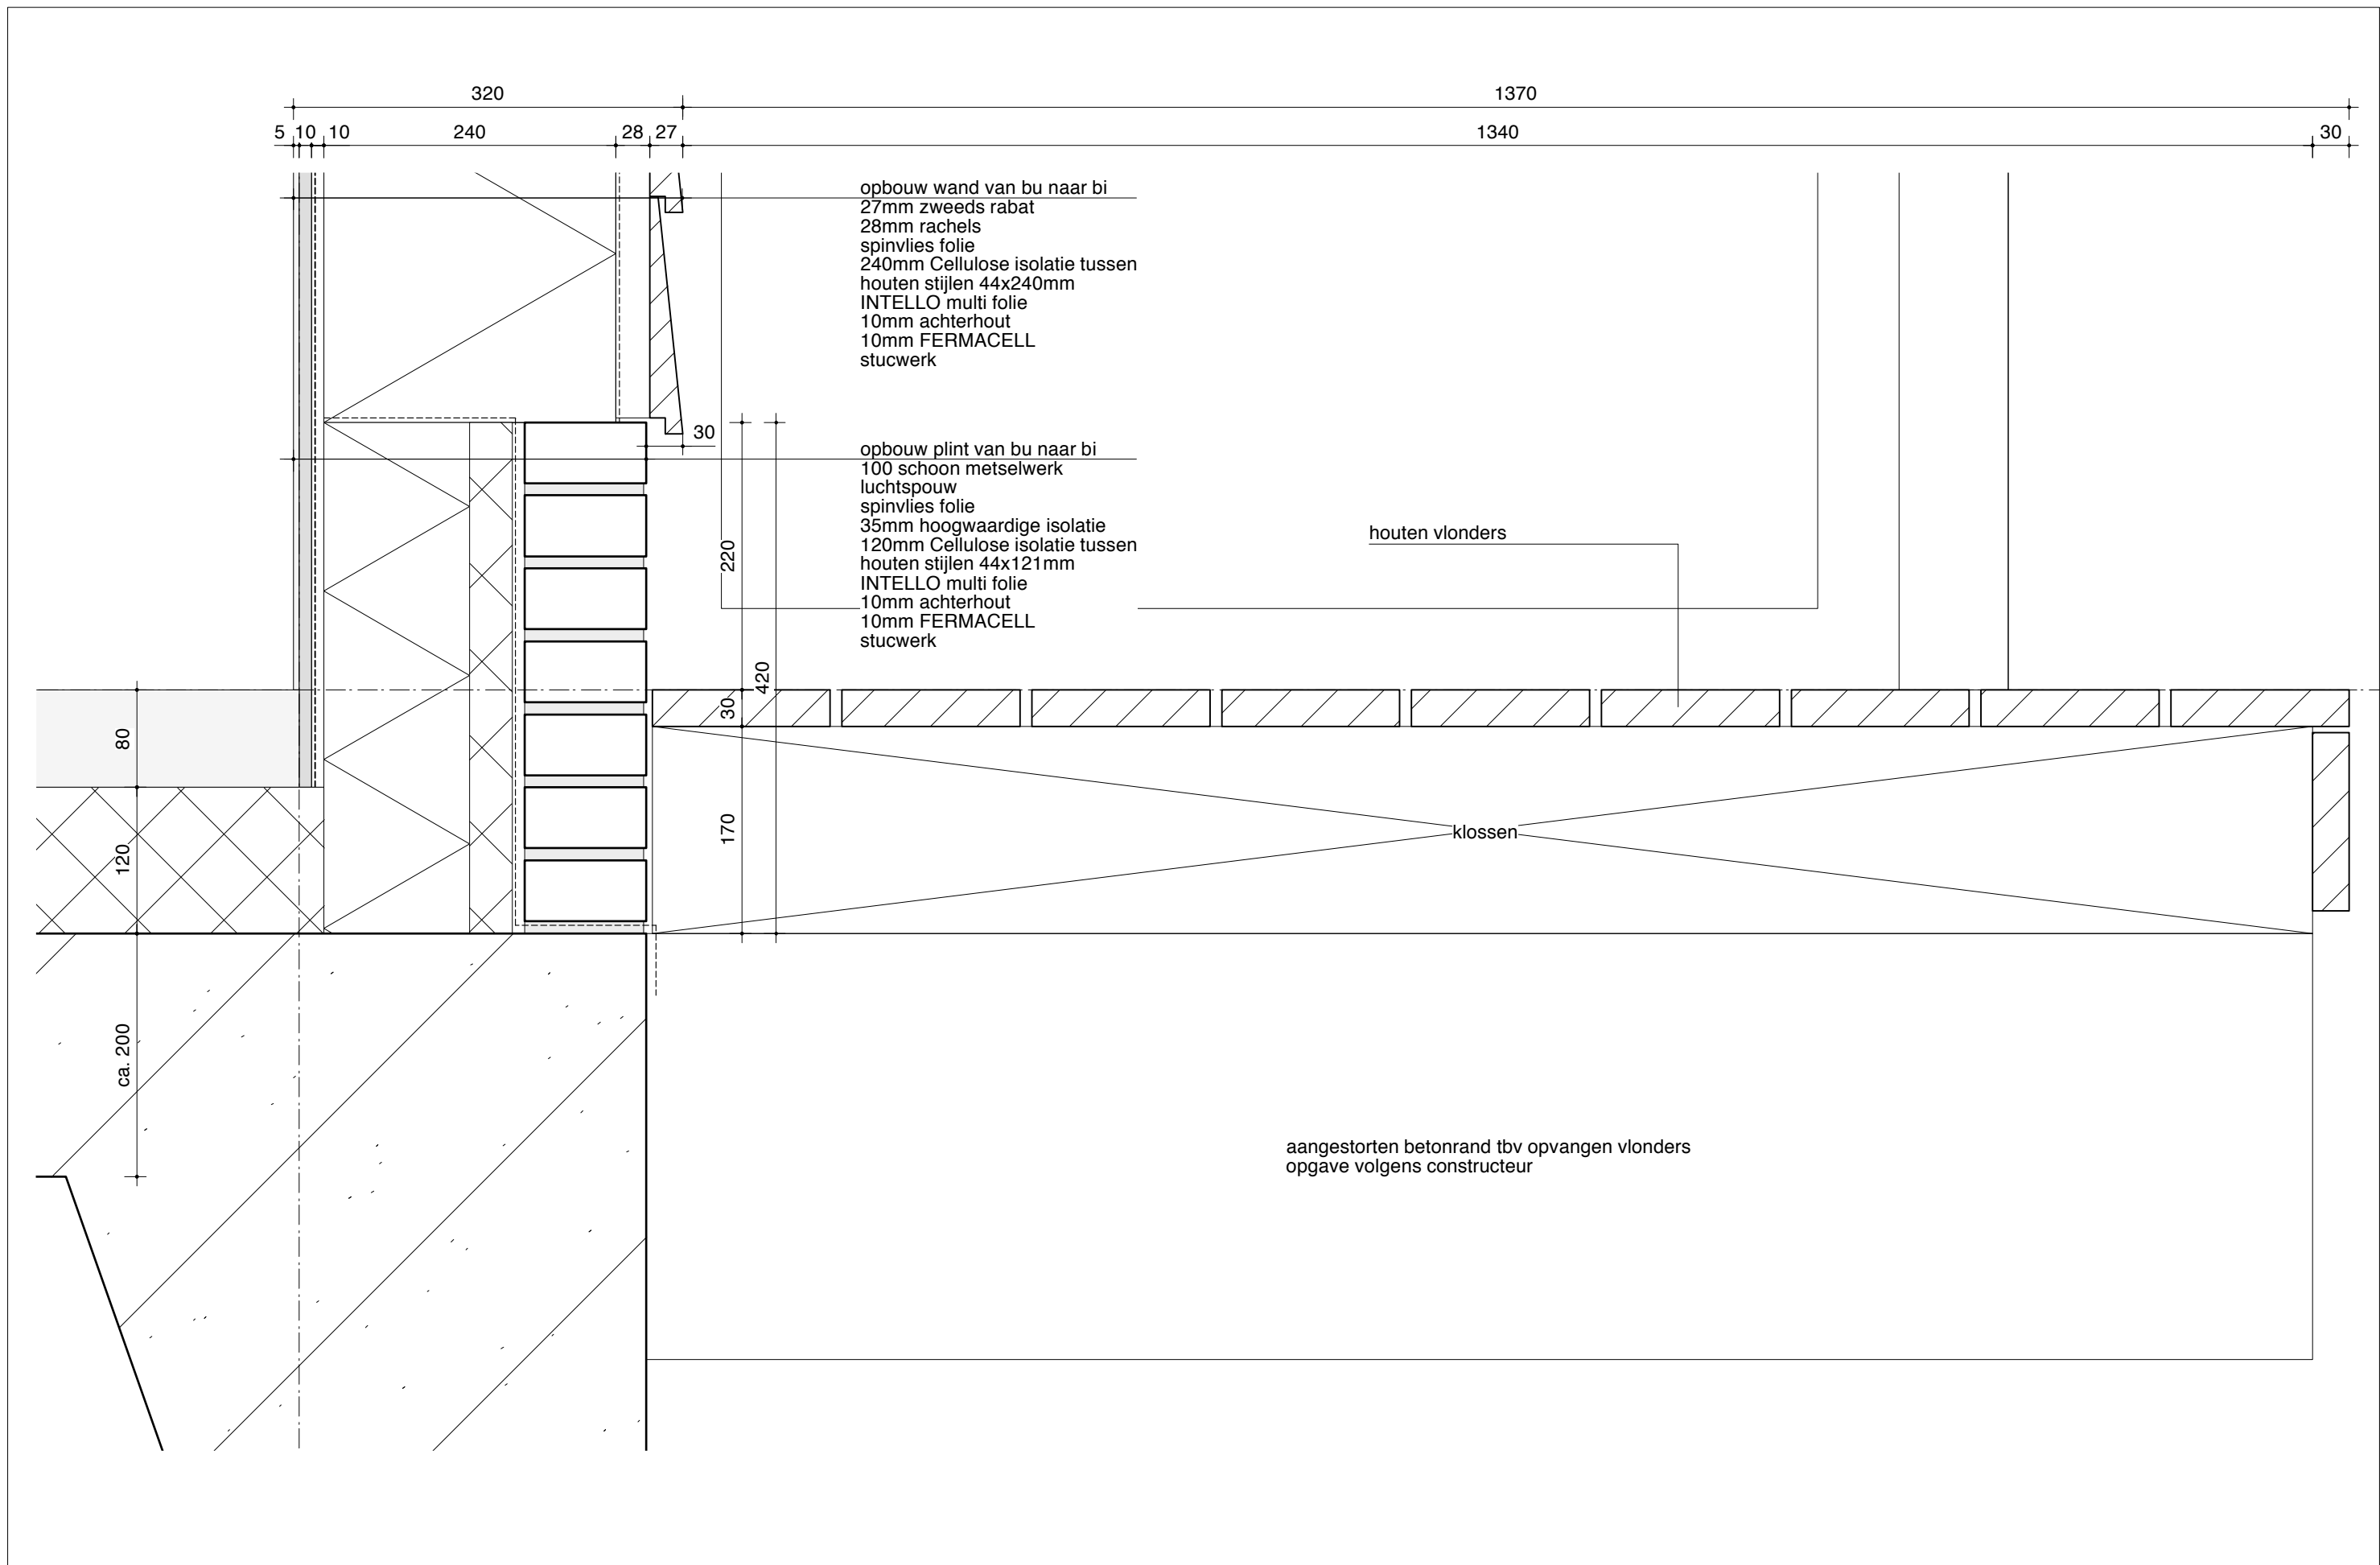 320
1370
5
10
10
240
28
27
1340
30
opbouw wand van bu naar bi
27mm zweeds rabat
28mm rachels
spinvlies folie
240mm Cellulose isolatie tussen
houten stijlen 44x240mm
INTELLO multi folie
10mm achterhout
10mm FERMACELL
stucwerk
30
opbouw plint van bu naar bi
100 schoon metselwerk
luchtspouw
spinvlies folie
35mm hoogwaardige isolatie
120mm Cellulose isolatie tussen
houten stijlen 44x121mm
INTELLO multi folie
10mm achterhout
10mm FERMACELL
stucwerk
houten vlonders
220
420
30
80
170
120
klossen
ca. 200
aangestorten betonrand tbv opvangen vlonders
opgave volgens constructeur